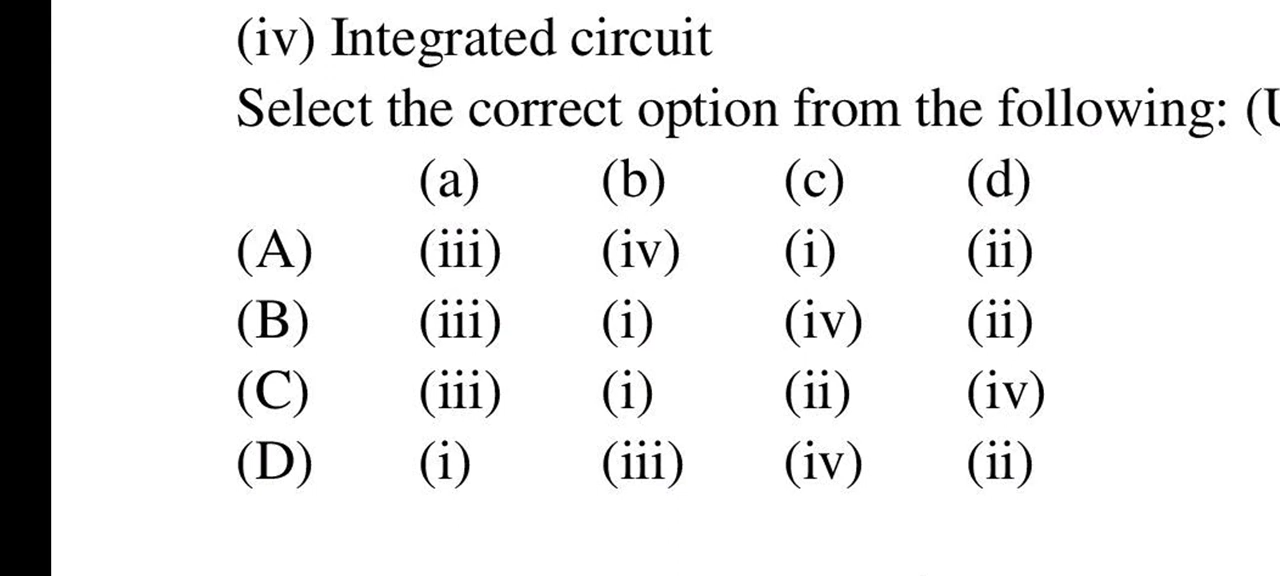 (iv) Integrated circuit
Select the correct option from the following: (
(a) (b) (c) (d)
(A) (iii) (iv) (i) (ii)
(B) (iii) (i) (iv) (ii)
(C) (iii) (i) (ii) (iv)
(D) (i) (iii) (iv) (ii)